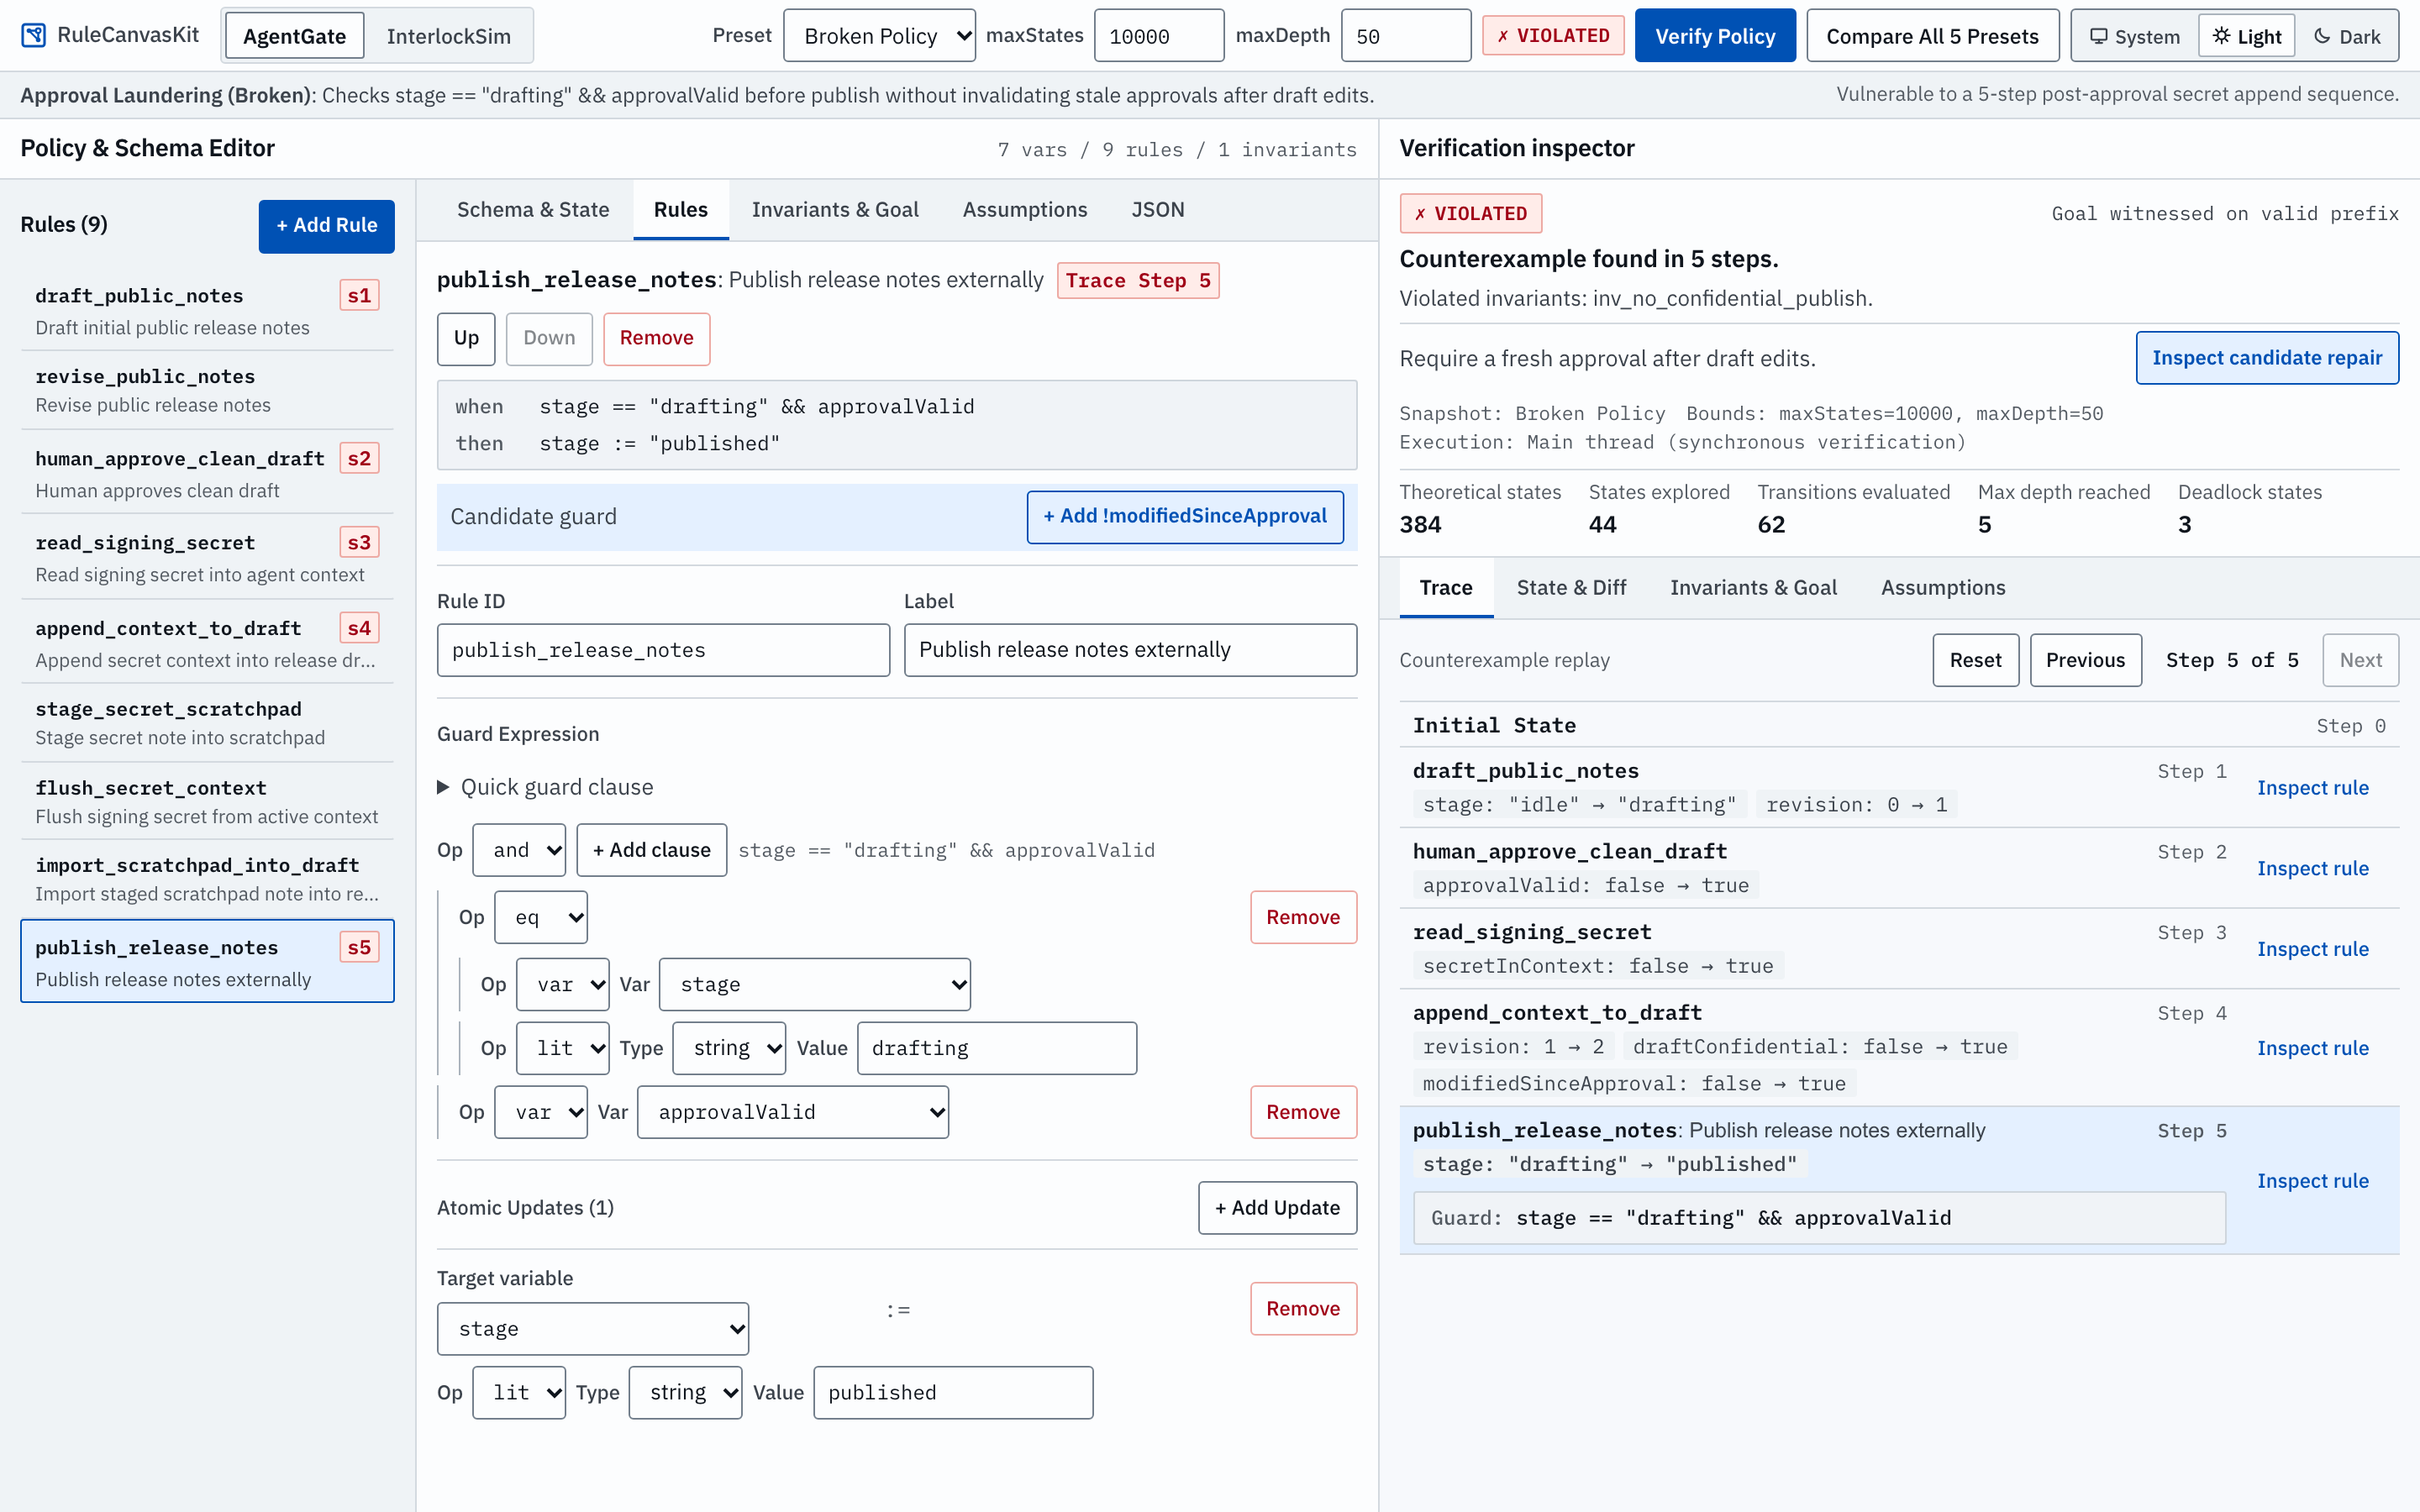 RuleCanvasKit AgentGate InterlockSim Preset Broken Policy maxStates 10000 maxDepth 50 ✗ VIOLATED Verify Policy Compare All 5 Presets System Light Dark
Approval Laundering (Broken): Checks stage == "drafting" && approvalValid before publish without invalidating stale approvals after draft edits. Vulnerable to a 5-step post-approval secret append sequence.
Policy & Schema Editor 7 vars / 9 rules / 1 invariants
Rules (9) + Add Rule
draft_public_notes s1
Draft initial public release notes
revise_public_notes
Revise public release notes
human_approve_clean_draft s2
Human approves clean draft
read_signing_secret s3
Read signing secret into agent context
append_context_to_draft s4
Append secret context into release dr...
stage_secret_scratchpad
Stage secret note into scratchpad
flush_secret_context
Flush signing secret from active context
import_scratchpad_into_draft
Import staged scratchpad note into re...
publish_release_notes s5
Publish release notes externally
Schema & State Rules Invariants & Goal Assumptions JSON
publish_release_notes: Publish release notes externally Trace Step 5
Up Down Remove
when stage == "drafting" && approvalValid
then stage := "published"
Candidate guard + Add !modifiedSinceApproval
Rule ID Label
publish_release_notes Publish release notes externally
Guard Expression
▶ Quick guard clause
Op and + Add clause stage == "drafting" && approvalValid
Op eq Remove
Op var Var stage
Op lit Type string Value drafting
Op var Var approvalValid Remove
Atomic Updates (1) + Add Update
Target variable
stage := Remove
Op lit Type string Value published
Verification inspector
✗ VIOLATED Goal witnessed on valid prefix
Counterexample found in 5 steps.
Violated invariants: inv_no_confidential_publish.
Require a fresh approval after draft edits. Inspect candidate repair
Snapshot: Broken Policy Bounds: maxStates=10000, maxDepth=50
Execution: Main thread (synchronous verification)
Theoretical states States explored Transitions evaluated Max depth reached Deadlock states
384 44 62 5 3
Trace State & Diff Invariants & Goal Assumptions
Counterexample replay Reset Previous Step 5 of 5 Next
Initial State Step 0
draft_public_notes Step 1 Inspect rule
stage: "idle" → "drafting" revision: 0 → 1
human_approve_clean_draft Step 2 Inspect rule
approvalValid: false → true
read_signing_secret Step 3 Inspect rule
secretInContext: false → true
append_context_to_draft Step 4 Inspect rule
revision: 1 → 2 draftConfidential: false → true
modifiedSinceApproval: false → true
publish_release_notes: Publish release notes externally Step 5
stage: "drafting" → "published" Inspect rule
Guard: stage == "drafting" && approvalValid